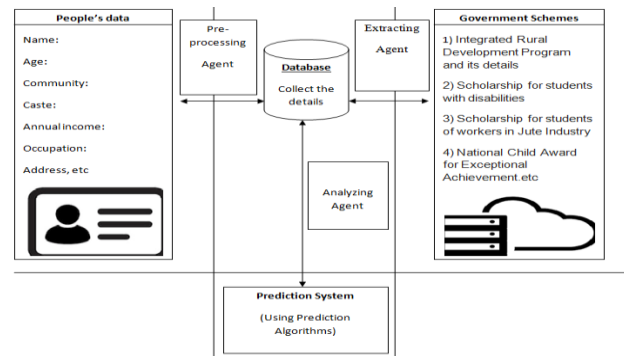 People's data
Name:
Age:
Community:
Caste:
Annual income:
Occupation:
Address, etc
Pre-
processing
Agent
Database
Collect the
details
Extracting
Agent
Government Schemes
1) Integrated Rural
Development Program
and its details
2) Scholarship for students
with disabilities
3) Scholarship for students
of workers in Jute Industry
4) National Child Award
for Exceptional
Achievement.etc
Analyzing
Agent
Prediction System
(Using Prediction
Algorithms)